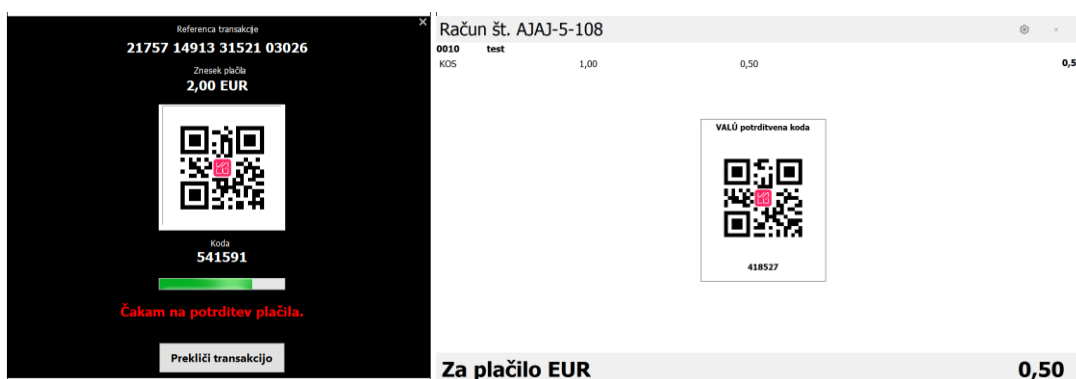 Referenca transakcije
21757 14913 31521 03026
Znesek plačila
2,00 EUR
Koda
541591
Čakam na potrditev plačila.
Prekliči transakcijo
Račun št. AJAJ-5-108
0010 test
KOS 1,00 0,50 0,5
VALÚ potrditvena koda
418527
Za plačilo EUR 0,50